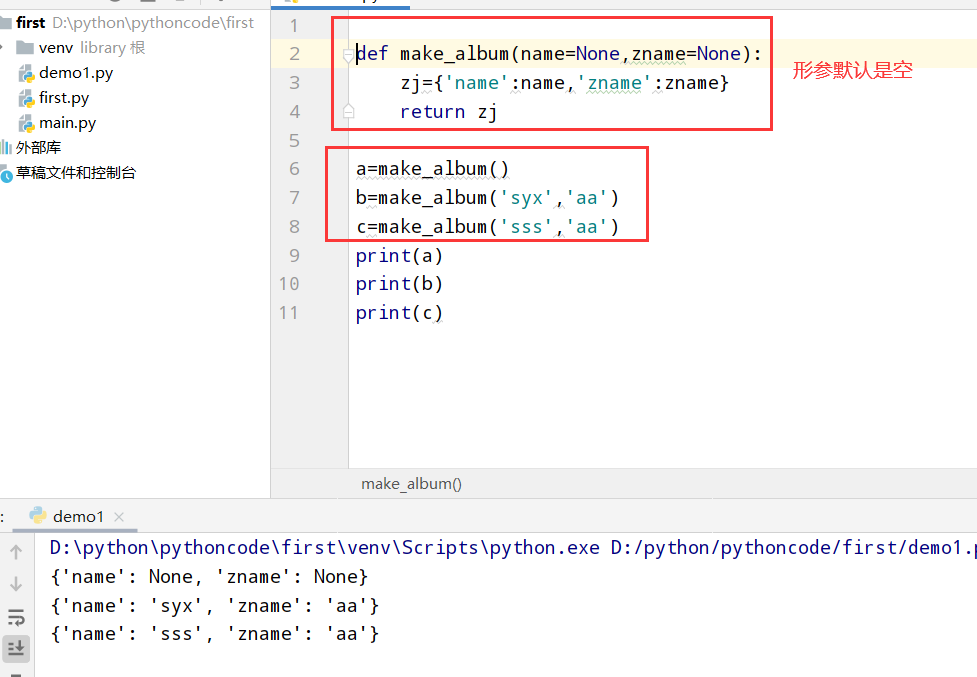 first D:\python\pythoncode\first
venv library 根
demo1.py
first.py
main.py
外部库
草稿文件和控制台
1
2 def make_album(name=None,zname=None):
3 zj={'name':name,'zname':zname}
4 return zj
5
6 a=make_album()
7 b=make_album('syx','aa')
8 c=make_album('sss','aa')
9 print(a)
10 print(b)
11 print(c)
形参默认是空
make_album()
: demo1
D:\python\pythoncode\first\venv\Scripts\python.exe D:/python/pythoncode/first/demo1.p
{'name': None, 'zname': None}
{'name': 'syx', 'zname': 'aa'}
{'name': 'sss', 'zname': 'aa'}